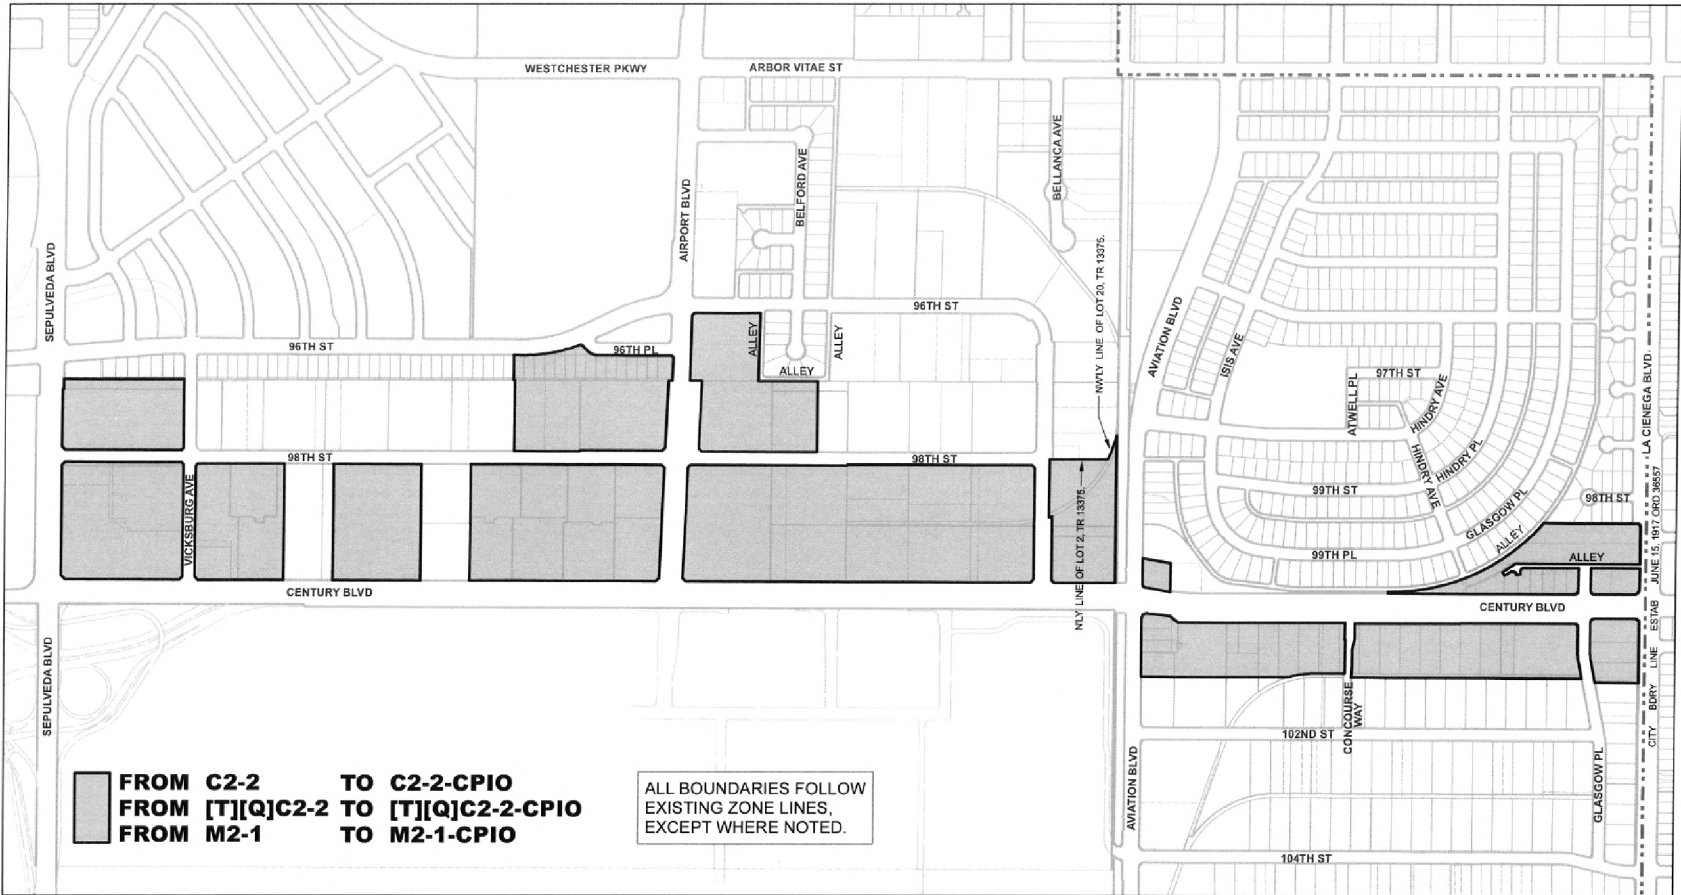 WESTCHESTER PKWY
ARBOR VITAE ST
SEPULVEDA BLVD
AIRPORT BLVD
BELFORD AVE
BELLANCA AVE
NW'LY LINE OF LOT 20, TR 13375.
96TH ST
96TH ST
96TH PL
ALLEY
ALLEY
ALLEY
AVIATION BLVD
ISIS AVE
97TH ST
ATWELL PL
HINDRY AVE
HINDRY AVE
HINDRY PL
LA CIENEGA BLVD
98TH ST
98TH ST
98TH ST
99TH ST
GLASGOW PL
ALLEY
ALLEY
99TH PL
VICKSBURG AVE
N'LY LINE OF LOT 2, TR 13375.
CENTURY BLVD
CENTURY BLVD
CITY BDRY LINE ESTAB JUNE 15, 1917 ORD 36557
SEPULVEDA BLVD
CONCOURSE
WAY
102ND ST
AVIATION BLVD
GLASGOW PL
104TH ST
FROM C2-2 TO C2-2-CPIO
FROM [T][Q]C2-2 TO [T][Q]C2-2-CPIO
FROM M2-1 TO M2-1-CPIO
ALL BOUNDARIES FOLLOW
EXISTING ZONE LINES,
EXCEPT WHERE NOTED.